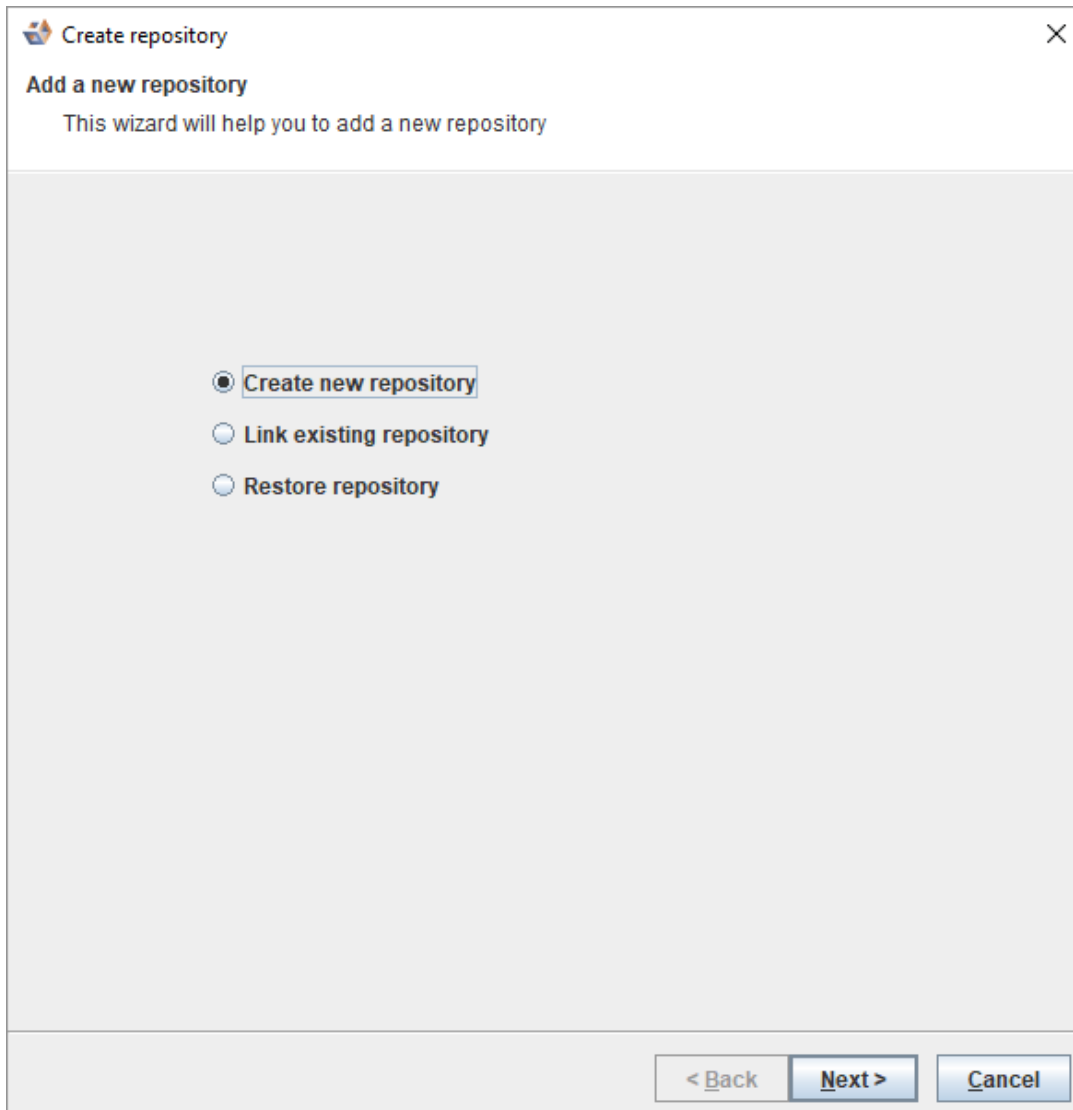 Create repository
Add a new repository
This wizard will help you to add a new repository
Create new repository
Link existing repository
Restore repository
< Back Next > Cancel